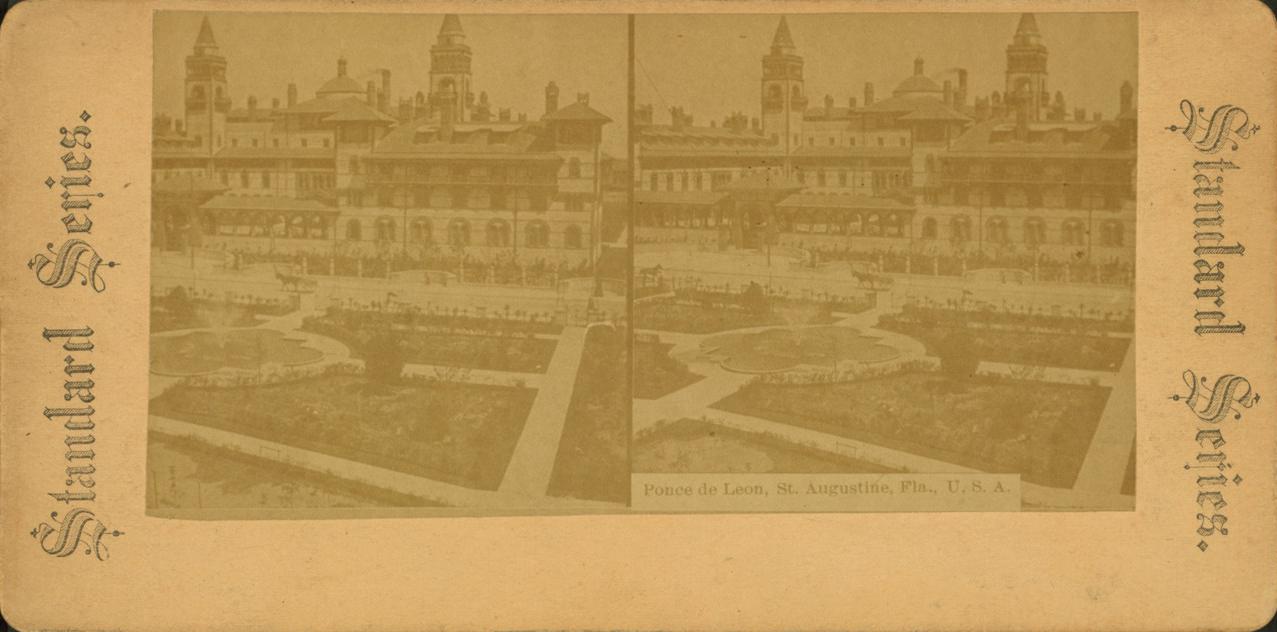 Standard Series.
Ponce de Leon, St. Augustine, Fla., U. S. A.
Standard Series.